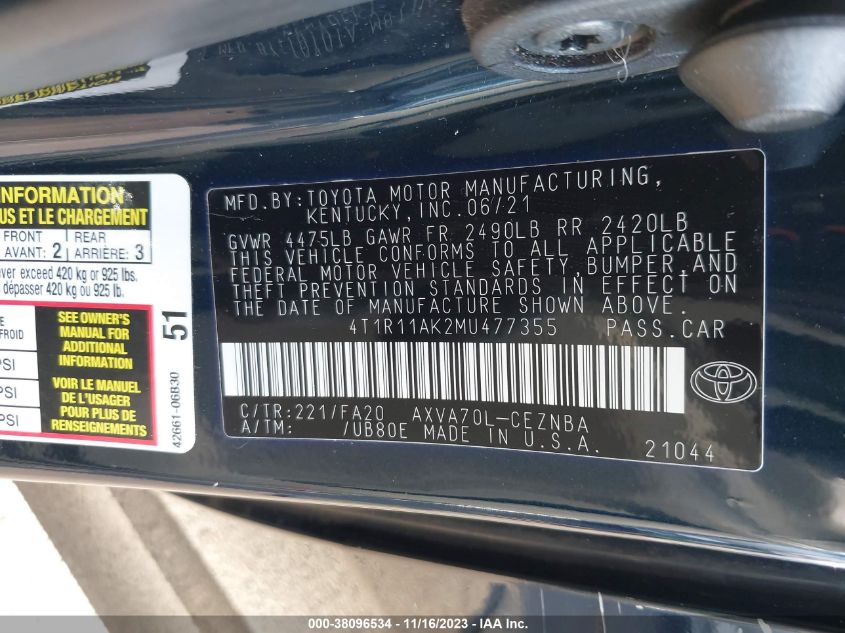 INFORMATION
US ET LE CHARGEMENT
FRONT
AVANT: 2
REAR
ARRIÈRE: 3
ever exceed 420 kg or 925 lbs.
dépasser 420 kg ou 925 lb.
FROID
PSI
PSI
PSI
SEE OWNER'S
MANUAL FOR
ADDITIONAL
INFORMATION
VOIR LE MANUEL
DE L'USAGER
POUR PLUS DE
RENSEIGNEMENTS
51
42661-06B30
MFD.BY:TOYOTA MOTOR MANUFACTURING,
KENTUCKY, INC. 06/21
GVWR 4475LB GAWR FR 2490LB RR 2420LB
THIS VEHICLE CONFORMS TO ALL APPLICABLE
FEDERAL MOTOR VEHICLE SAFETY, BUMPER, AND
THEFT PREVENTION STANDARDS IN EFFECT ON
THE DATE OF MANUFACTURE SHOWN ABOVE.
4T1R11AK2MU477355 PASS.CAR
C/TR:221/FA20 AXVA70L-CEZNBA
A/TM: /UB80E MADE IN U.S.A.
21044
000-38096534 - 11/16/2023 - IAA Inc.